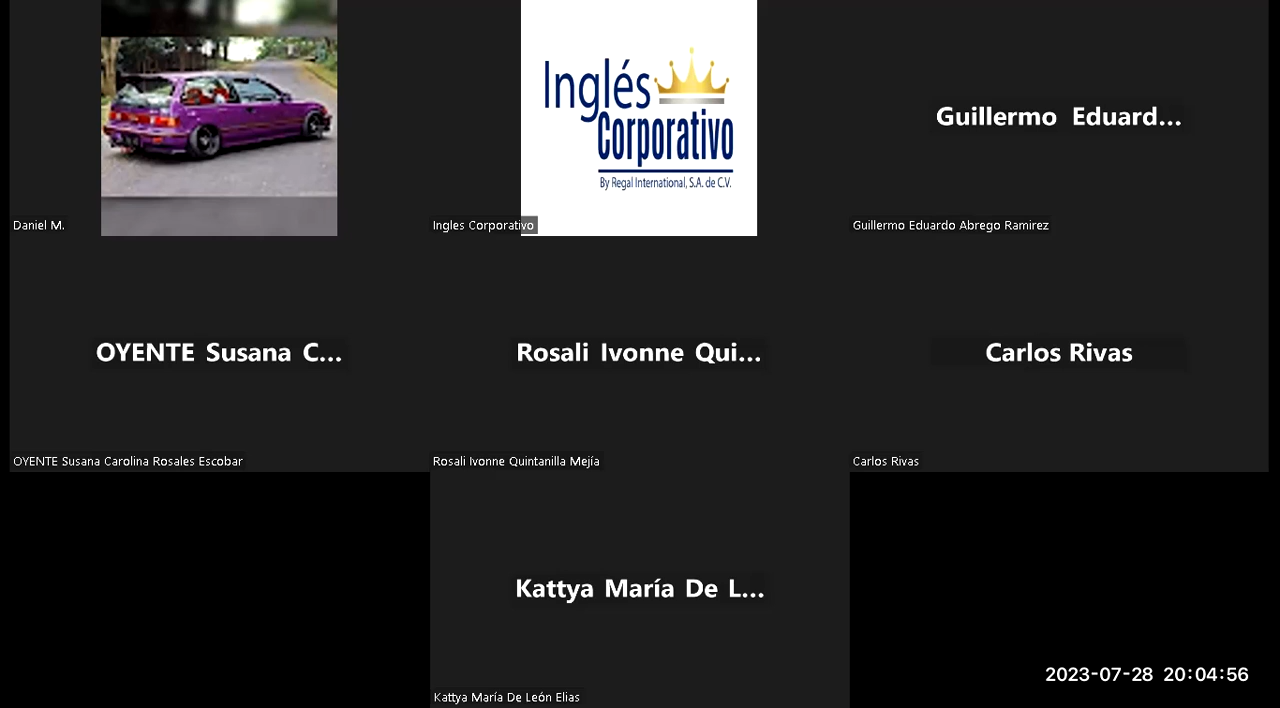 Inglés
Corporativo
By Regal International, S.A. de C.V.
Guillermo Eduard...
Daniel M.
Ingles Corporativo
Guillermo Eduardo Abrego Ramirez
OYENTE Susana C...
Rosali Ivonne Qui...
Carlos Rivas
OYENTE Susana Carolina Rosales Escobar
Rosali Ivonne Quintanilla Mejía
Carlos Rivas
Kattya María De L...
2023-07-28 20:04:56
Kattya María De León Elias